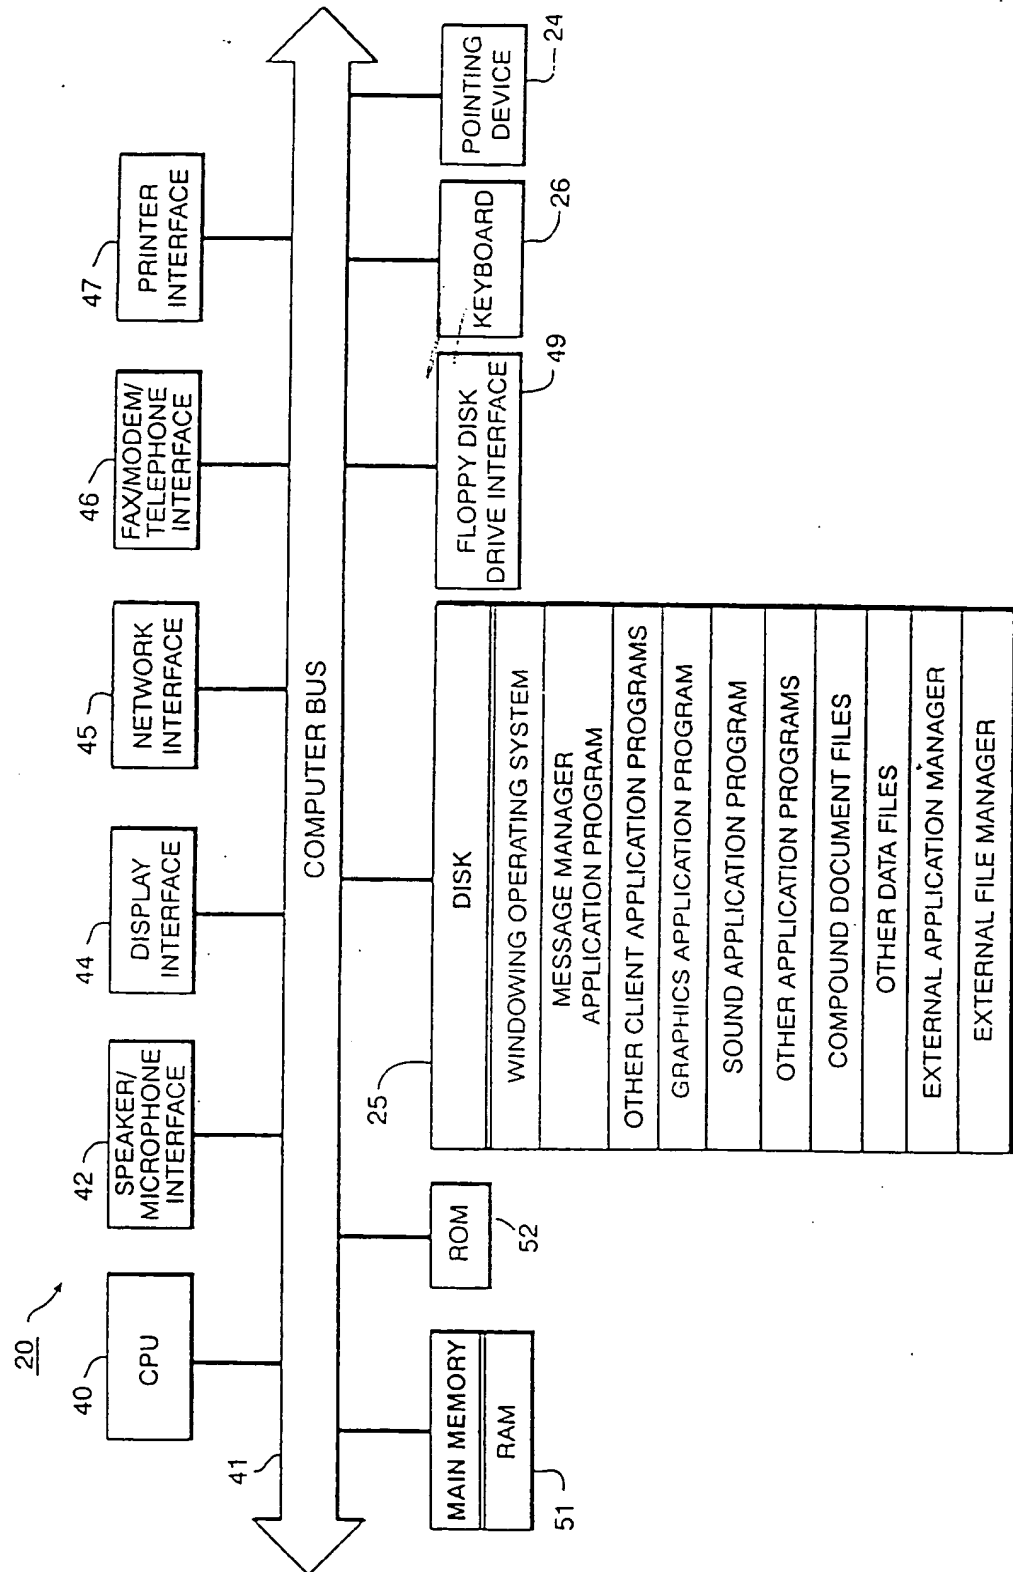 20
40
CPU
42
SPEAKER/
MICROPHONE
INTERFACE
44
DISPLAY
INTERFACE
45
NETWORK
INTERFACE
46
FAX/MODEM/
TELEPHONE
INTERFACE
47
PRINTER
INTERFACE
41
COMPUTER BUS
MAIN MEMORY
RAM
51
ROM
52
25
DISK
WINDOWING OPERATING SYSTEM
MESSAGE MANAGER
APPLICATION PROGRAM
OTHER CLIENT APPLICATION PROGRAMS
GRAPHICS APPLICATION PROGRAM
SOUND APPLICATION PROGRAM
OTHER APPLICATION PROGRAMS
COMPOUND DOCUMENT FILES
OTHER DATA FILES
EXTERNAL APPLICATION MANAGER
EXTERNAL FILE MANAGER
FLOPPY DISK
DRIVE INTERFACE
49
KEYBOARD
26
POINTING
DEVICE
24